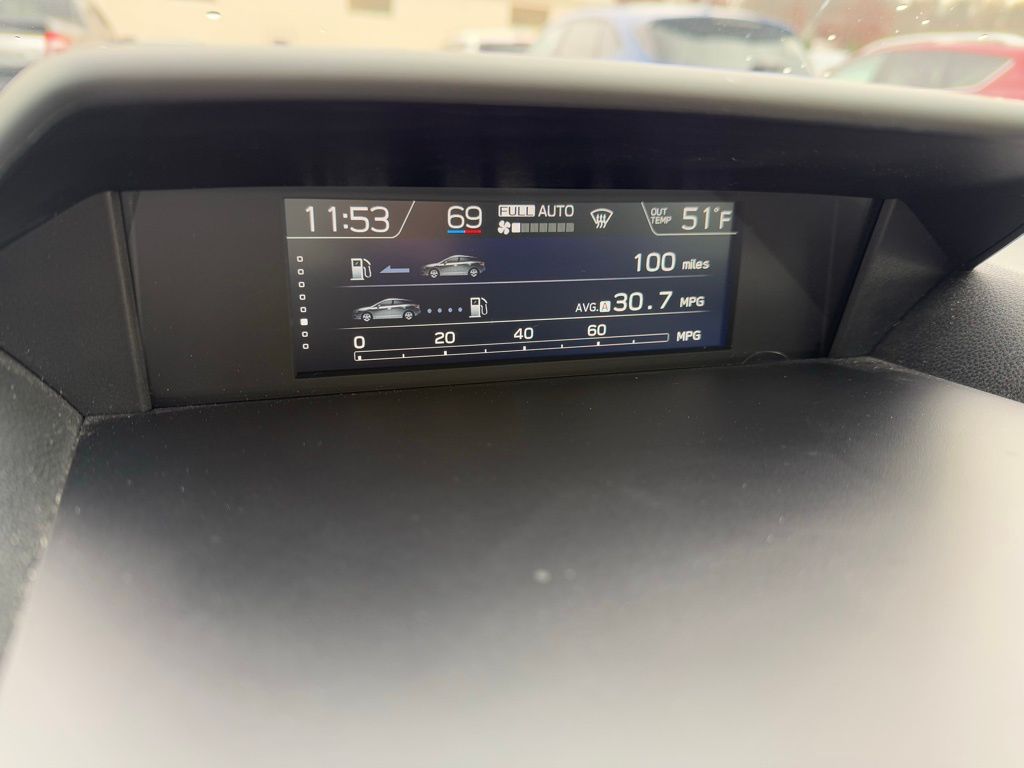 11:53 69 FULL AUTO OUT TEMP 51°F
100 miles
AVG. A 30.7 MPG
0 20 40 60 MPG